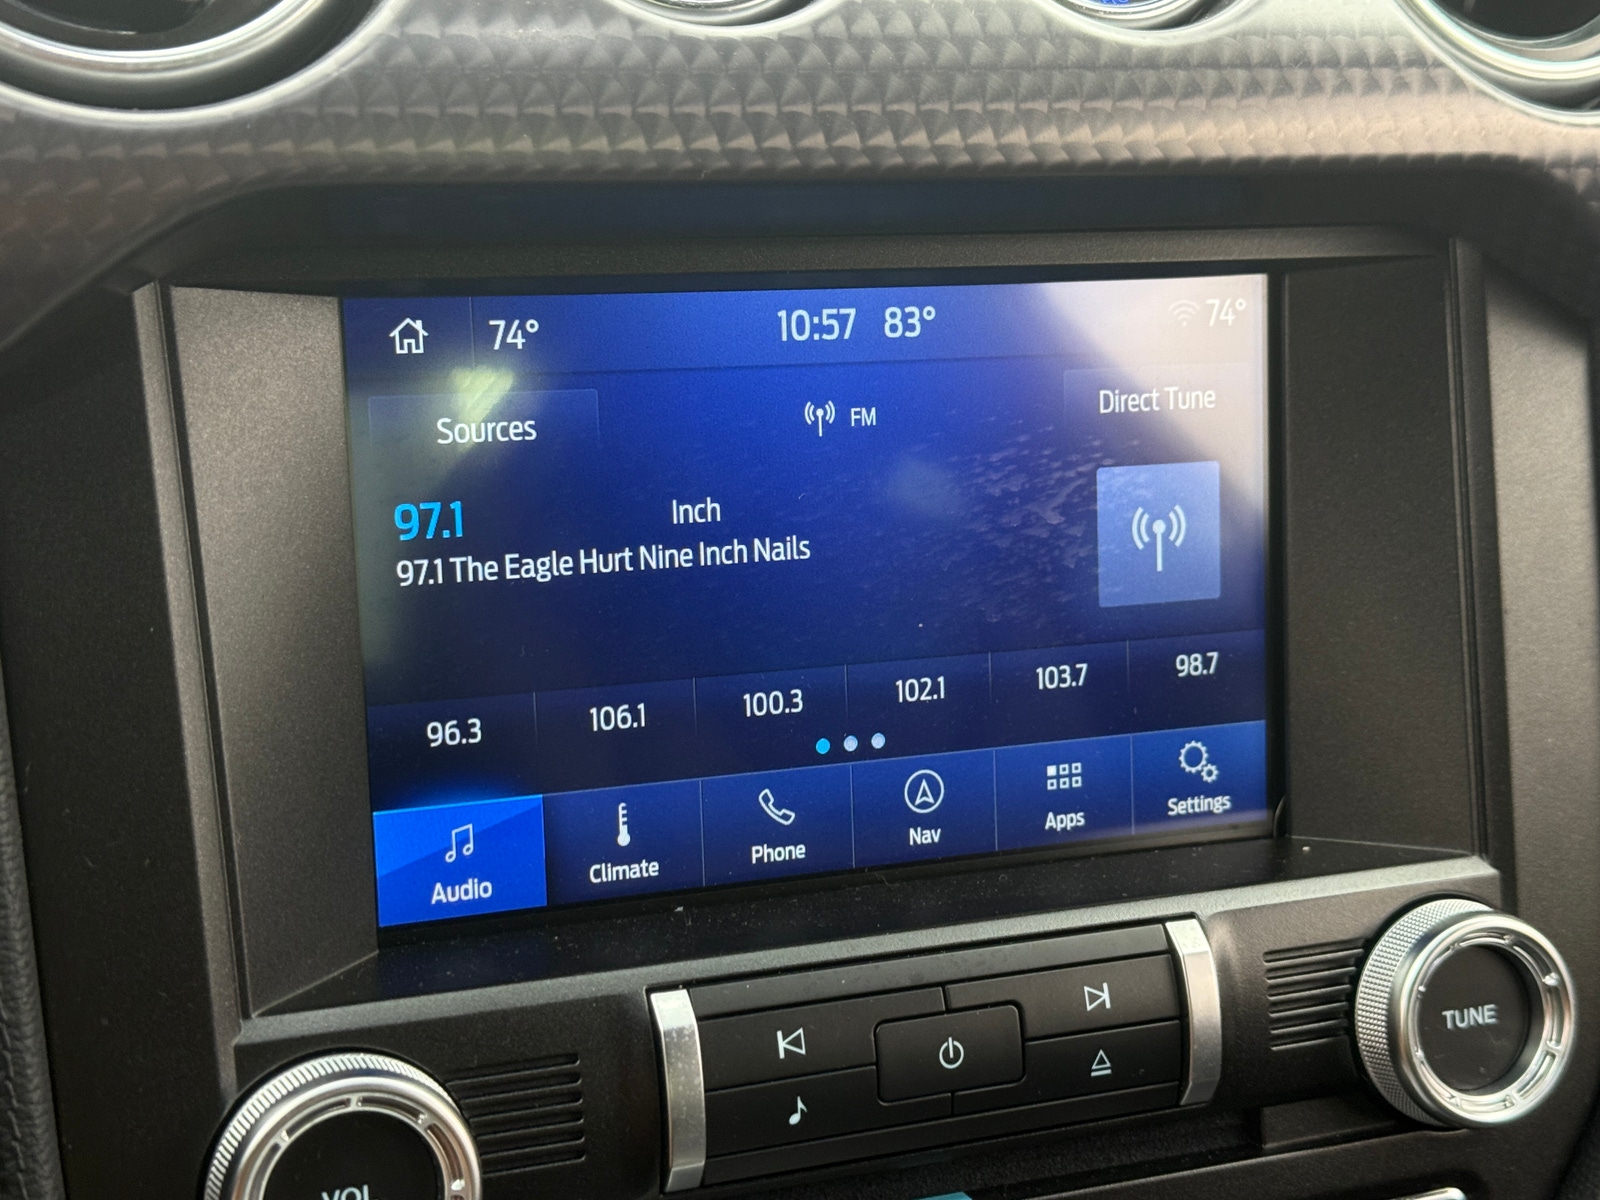 74° 10:57 83° 74°
Sources FM Direct Tune
97.1 Inch
97.1 The Eagle Hurt Nine Inch Nails
96.3 106.1 100.3 102.1 103.7 98.7
Audio Climate Phone Nav Apps Settings
TUNE
VOL